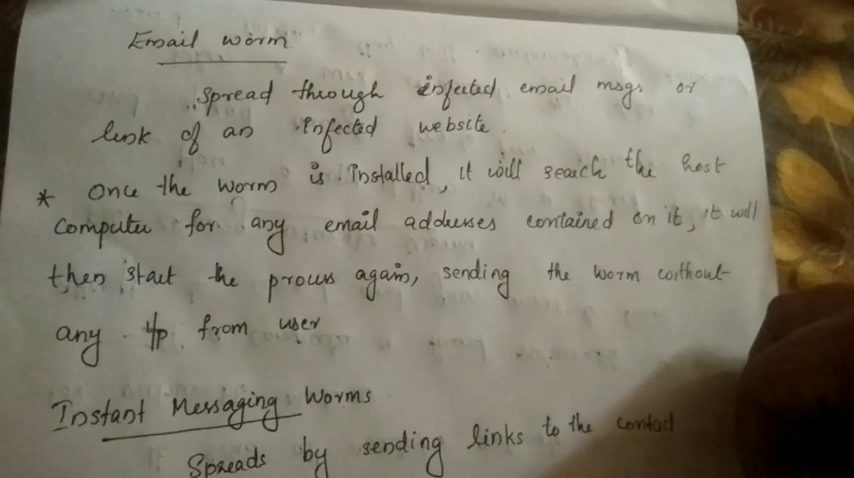 Email worm
Spread through infected email msgs or
link of an infected website.
* Once the worm is installed, it will search the host
computer for any email addresses contained on it, it will
then start the process again, sending the worm without
any i/p from user
Instant Messaging Worms
Spreads by sending links to the contact